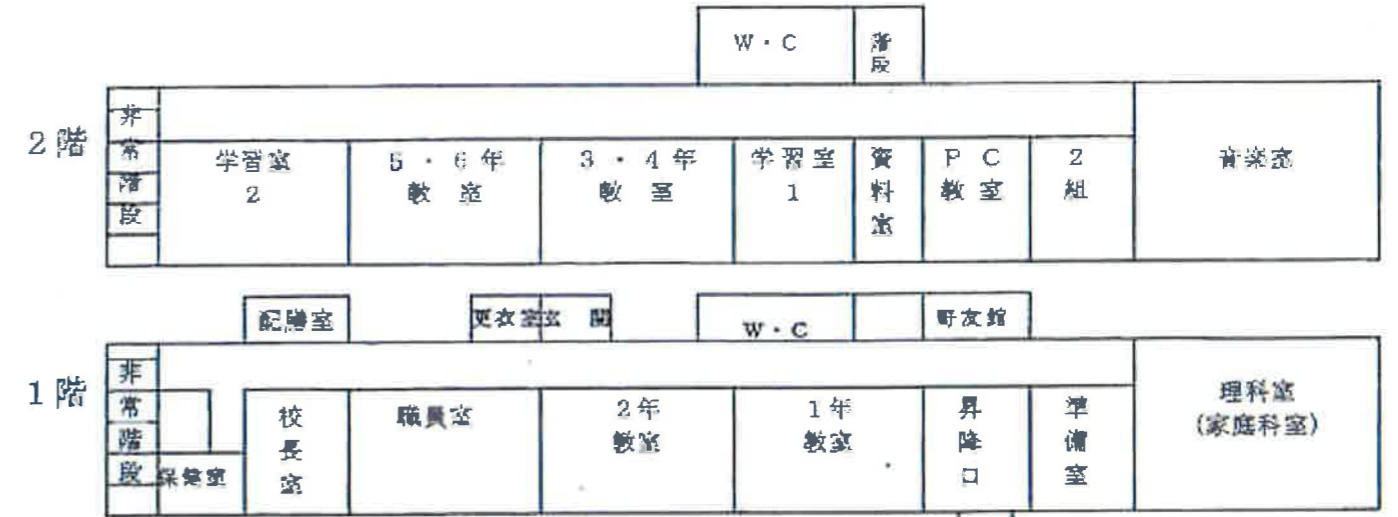 W・C
階段
2階
非常階段
学習室
2
5・6年
教 室
3・4年
教 室
学習室
1
資料室
PC
教室
2組
音楽室
配膳室
更衣室
玄 関
W・C
野友館
1階
非常階段
保健室
校長室
職員室
2年
教室
1年
教室
昇降口
準備室
理科室
(家庭科室)